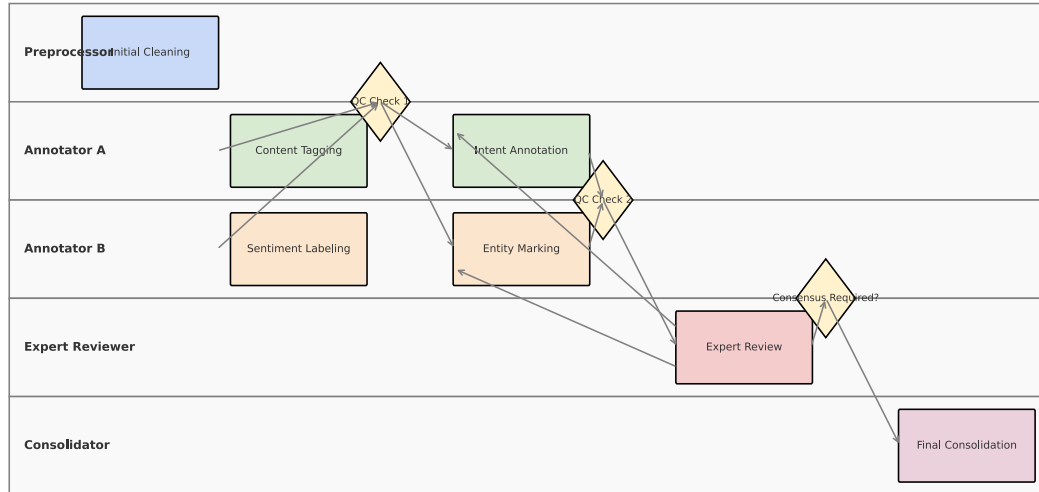 Preprocessor
Initial Cleaning
QC Check 1
Annotator A
Content Tagging
Intent Annotation
QC Check 2
Annotator B
Sentiment Labeling
Entity Marking
Consensus Required?
Expert Reviewer
Expert Review
Consolidator
Final Consolidation